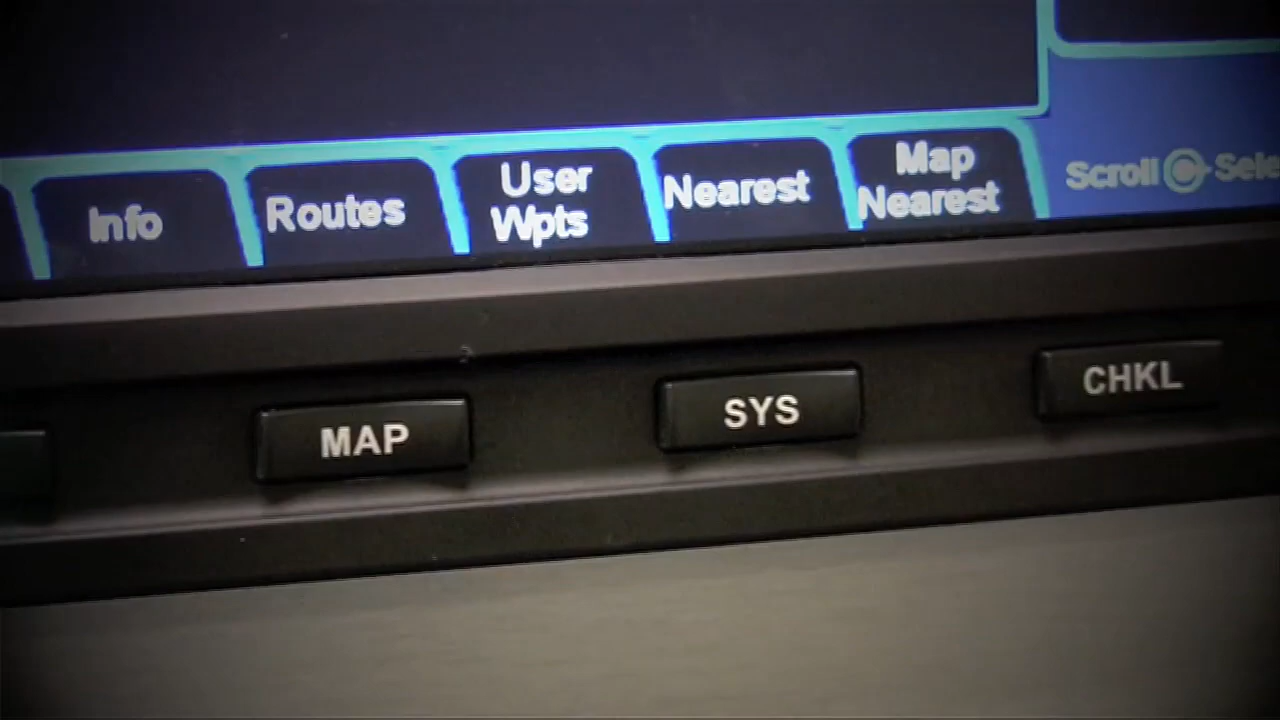 Info
Routes
User
Wpts
Nearest
Map
Nearest
Scroll
MAP
SYS
CHKL